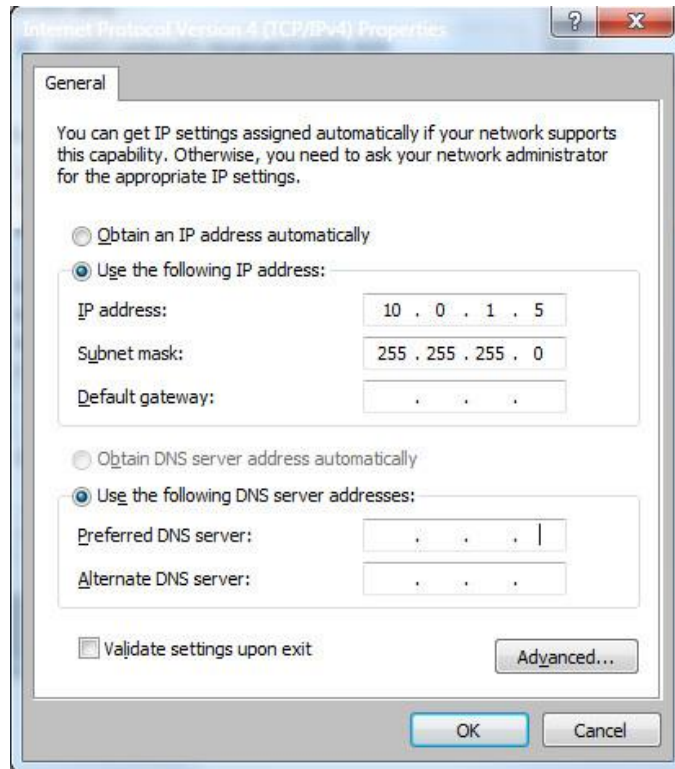 Internet Protocol Version 4 (TCP/IPv4) Properties
?
X
General
You can get IP settings assigned automatically if your network supports
this capability. Otherwise, you need to ask your network administrator
for the appropriate IP settings.
Obtain an IP address automatically
Use the following IP address:
IP address: 10 . 0 . 1 . 5
Subnet mask: 255 . 255 . 255 . 0
Default gateway: . . .
Obtain DNS server address automatically
Use the following DNS server addresses:
Preferred DNS server: . . .
Alternate DNS server: . . .
Validate settings upon exit
Advanced...
OK
Cancel